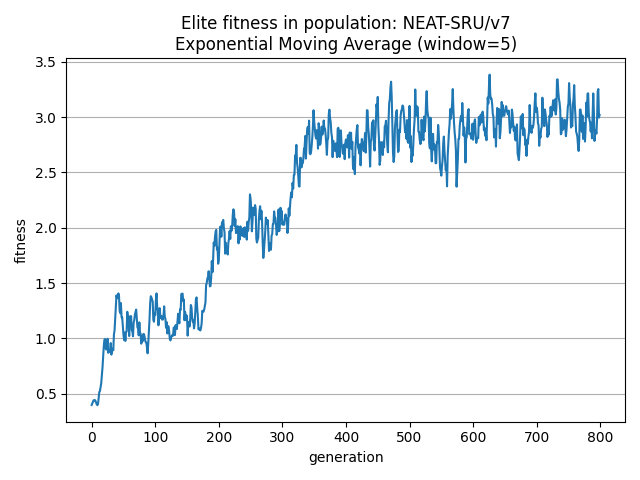 Elite fitness in population: NEAT-SRU/v7
Exponential Moving Average (window=5)
3.5
3.0
2.5
2.0
1.5
1.0
0.5
fitness
0 100 200 300 400 500 600 700 800
generation